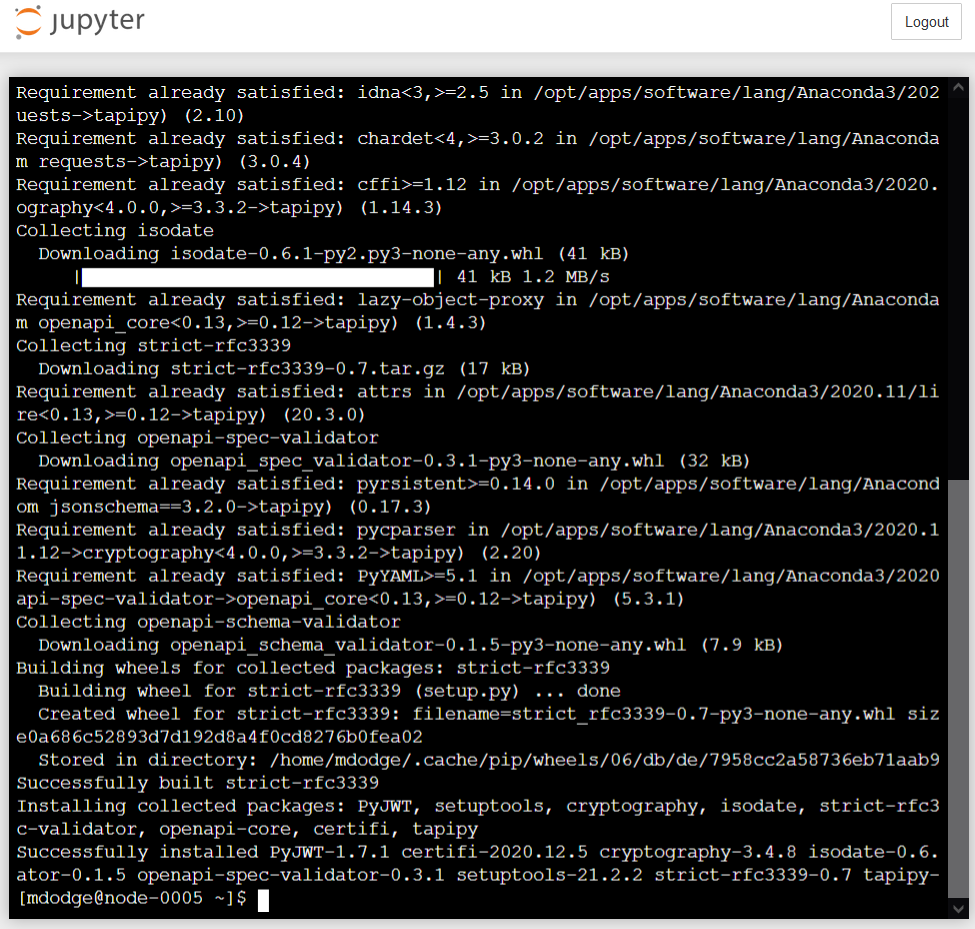 jupyter
Logout
Requirement already satisfied: idna<3,>=2.5 in /opt/apps/software/lang/Anaconda3/202
uests->tapipy) (2.10)
Requirement already satisfied: chardet<4,>=3.0.2 in /opt/apps/software/lang/Anaconda
m requests->tapipy) (3.0.4)
Requirement already satisfied: cffi>=1.12 in /opt/apps/software/lang/Anaconda3/2020.
ography<4.0.0,>=3.3.2->tapipy) (1.14.3)
Collecting isodate
  Downloading isodate-0.6.1-py2.py3-none-any.whl (41 kB)
| | 41 kB 1.2 MB/s
Requirement already satisfied: lazy-object-proxy in /opt/apps/software/lang/Anaconda
m openapi_core<0.13,>=0.12->tapipy) (1.4.3)
Collecting strict-rfc3339
  Downloading strict-rfc3339-0.7.tar.gz (17 kB)
Requirement already satisfied: attrs in /opt/apps/software/lang/Anaconda3/2020.11/li
re<0.13,>=0.12->tapipy) (20.3.0)
Collecting openapi-spec-validator
  Downloading openapi_spec_validator-0.3.1-py3-none-any.whl (32 kB)
Requirement already satisfied: pyrsistent>=0.14.0 in /opt/apps/software/lang/Anacond
om jsonschema==3.2.0->tapipy) (0.17.3)
Requirement already satisfied: pycparser in /opt/apps/software/lang/Anaconda3/2020.1
1.12->cryptography<4.0.0,>=3.3.2->tapipy) (2.20)
Requirement already satisfied: PyYAML>=5.1 in /opt/apps/software/lang/Anaconda3/2020
api-spec-validator->openapi_core<0.13,>=0.12->tapipy) (5.3.1)
Collecting openapi-schema-validator
  Downloading openapi_schema_validator-0.1.5-py3-none-any.whl (7.9 kB)
Building wheels for collected packages: strict-rfc3339
  Building wheel for strict-rfc3339 (setup.py) ... done
  Created wheel for strict-rfc3339: filename=strict_rfc3339-0.7-py3-none-any.whl siz
e0a686c52893d7d192d8a4f0cd8276b0fea02
  Stored in directory: /home/mdodge/.cache/pip/wheels/06/db/de/7958cc2a58736eb71aab9
Successfully built strict-rfc3339
Installing collected packages: PyJWT, setuptools, cryptography, isodate, strict-rfc3
c-validator, openapi-core, certifi, tapipy
Successfully installed PyJWT-1.7.1 certifi-2020.12.5 cryptography-3.4.8 isodate-0.6.
ator-0.1.5 openapi-spec-validator-0.3.1 setuptools-21.2.2 strict-rfc3339-0.7 tapipy-
[mdodge@node-0005 ~]$